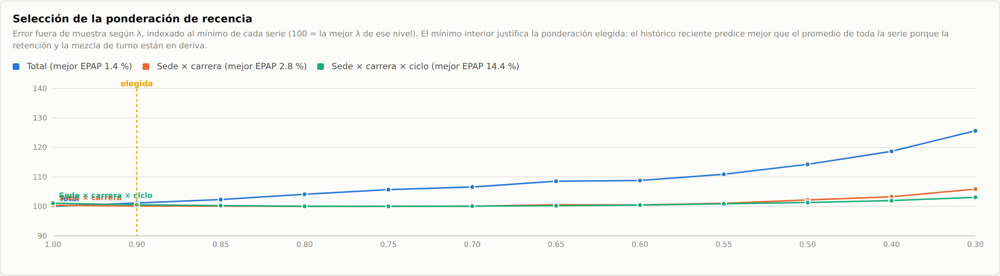 Selección de la ponderación de recencia
Error fuera de muestra según λ, indexado al mínimo de cada serie (100 = la mejor λ de ese nivel). El mínimo interior justifica la ponderación elegida: el histórico reciente predice mejor que el promedio de toda la serie porque la
retención y la mezcla de turno están en deriva.
Total (mejor EPAP 1.4 %) Sede × carrera (mejor EPAP 2.8 %) Sede × carrera × ciclo (mejor EPAP 14.4 %)
elegida
140
130
120
110
Sede × carrera × ciclo
Sede × carrera
Total
100
90
1.00 0.90 0.85 0.80 0.75 0.70 0.65 0.60 0.55 0.50 0.40 0.30